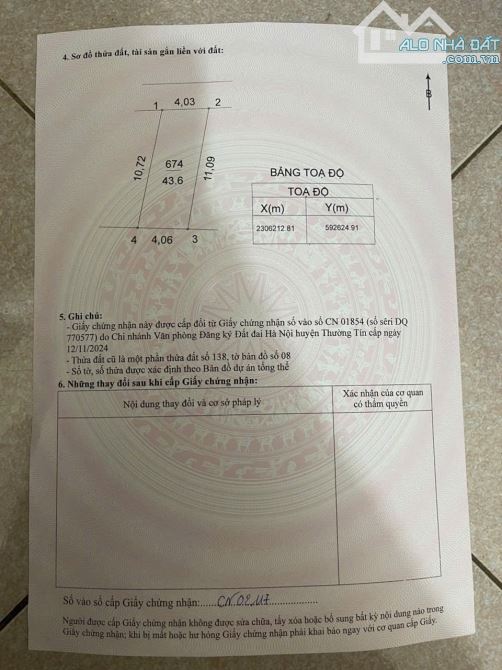 ALO NHÀ ĐẤT
.com.vn
4. Sơ đồ thửa đất, tài sản gắn liền với đất:
B
1 4,03 2
10,72
674
43.6
11,09
4 4,06 3
BẢNG TOẠ ĐỘ
TOẠ ĐỘ
X(m) Y(m)
2306212.81 592624.91
5. Ghi chú:
- Giấy chứng nhận này được cấp đổi từ Giấy chứng nhận số vào sổ CN 01854 (số sêri DQ
770577) do Chi nhánh Văn phòng Đăng ký Đất đai Hà Nội huyện Thường Tín cấp ngày
12/11/2024
- Thửa đất cũ là một phần thửa đất số 138, tờ bản đồ số 08
- Số tờ, số thửa được xác định theo Bản đồ dự án tổng thể
6. Những thay đổi sau khi cấp Giấy chứng nhận:
Nội dung thay đổi và cơ sở pháp lý
Xác nhận của cơ quan
có thẩm quyền
Số vào sổ cấp Giấy chứng nhận:......CN
Người được cấp Giấy chứng nhận không được sửa chữa, tẩy xóa hoặc bổ sung bất kỳ nội dung nào trong
Giấy chứng nhận; khi bị mất hoặc hư hỏng Giấy chứng nhận phải khai báo ngay với cơ quan cấp Giấy.